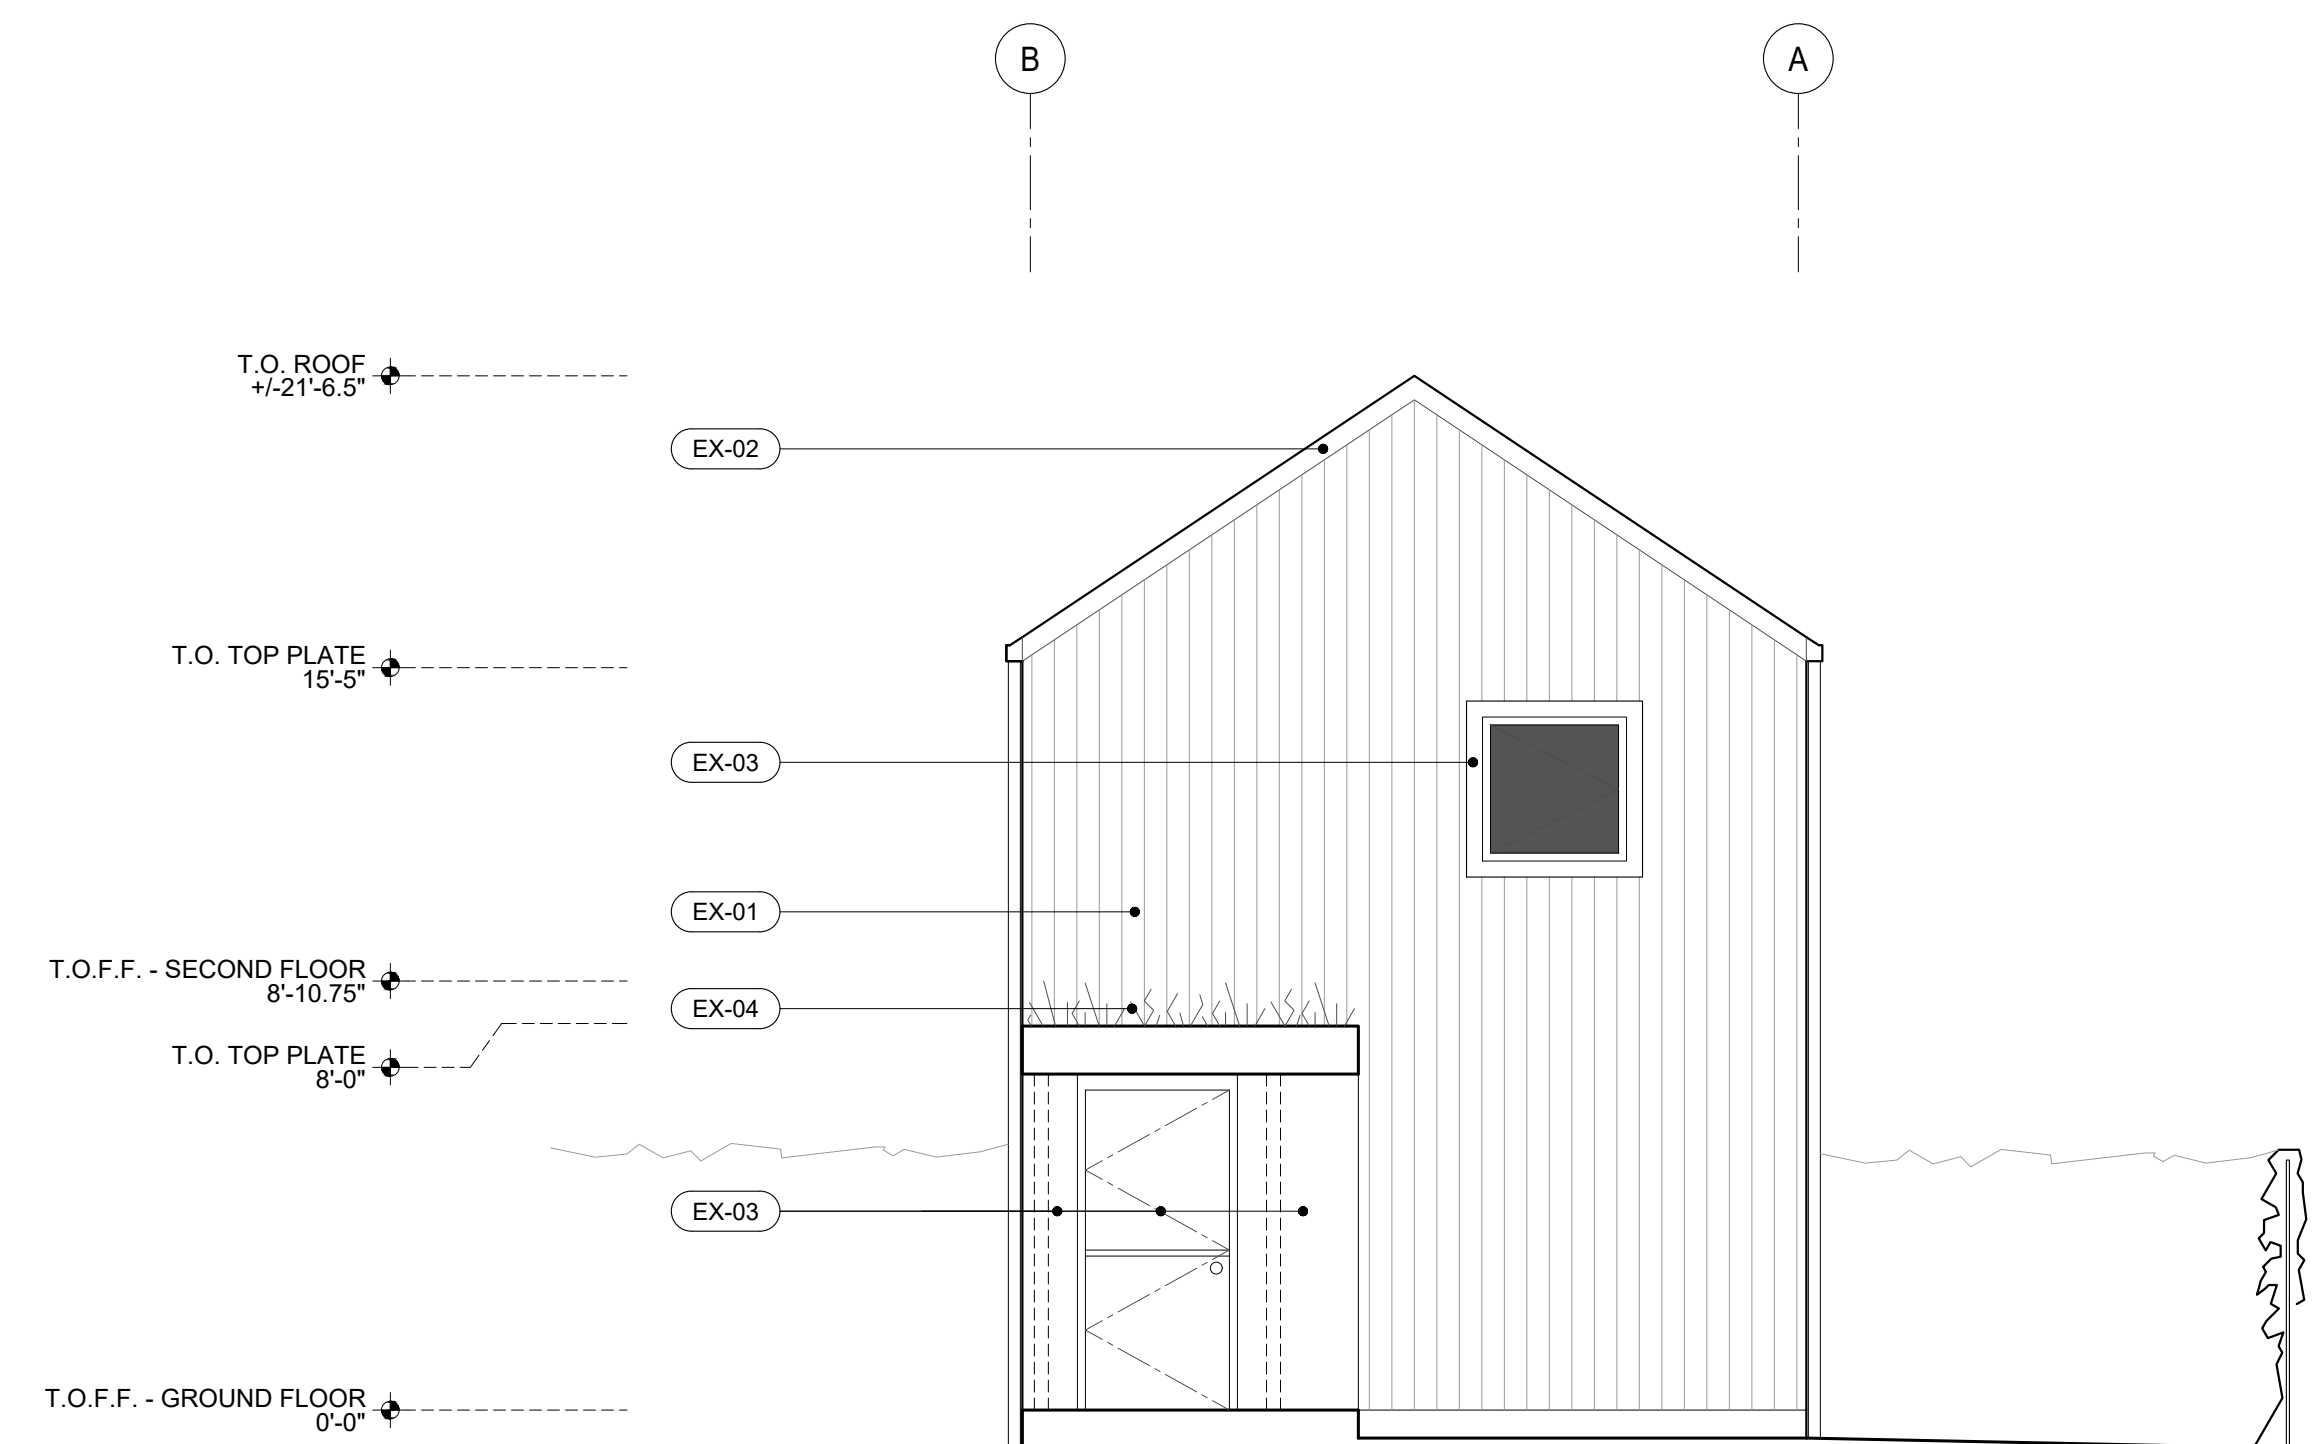 B
A
T.O. ROOF
+/-21'-6.5"
EX-02
T.O. TOP PLATE
15'-5"
EX-03
EX-01
T.O.F.F. - SECOND FLOOR
8'-10.75"
EX-04
T.O. TOP PLATE
8'-0"
EX-03
T.O.F.F. - GROUND FLOOR
0'-0"